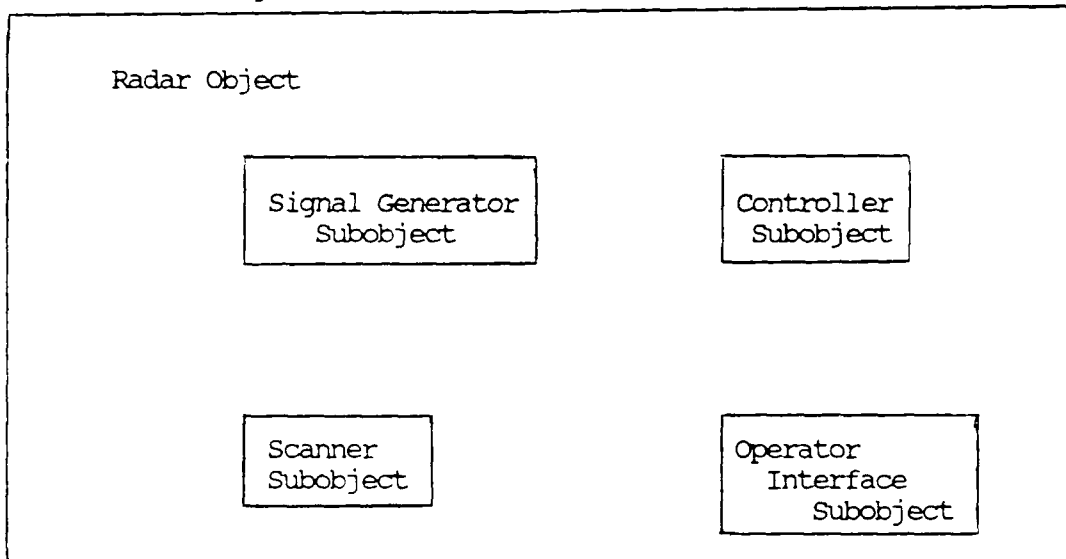 Radar Object
Signal Generator
Subobject
Controller
Subobject
Scanner
Subobject
Operator
Interface
Subobject